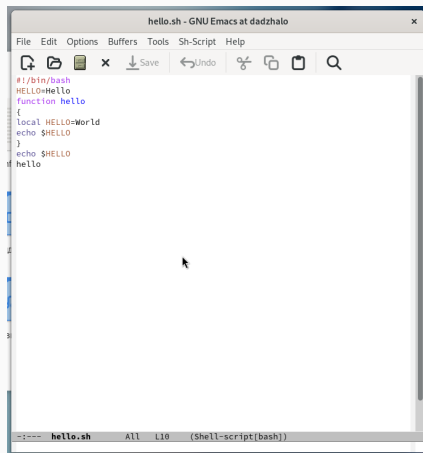 hello.sh - GNU Emacs at dadzhalo ×
File Edit Options Buffers Tools Sh-Script Help
Save Undo
#!/bin/bash
HELLO=Hello
function hello
{
local HELLO=World
echo $HELLO
}
echo $HELLO
hello
-:--- hello.sh All L10 (Shell-script[bash])